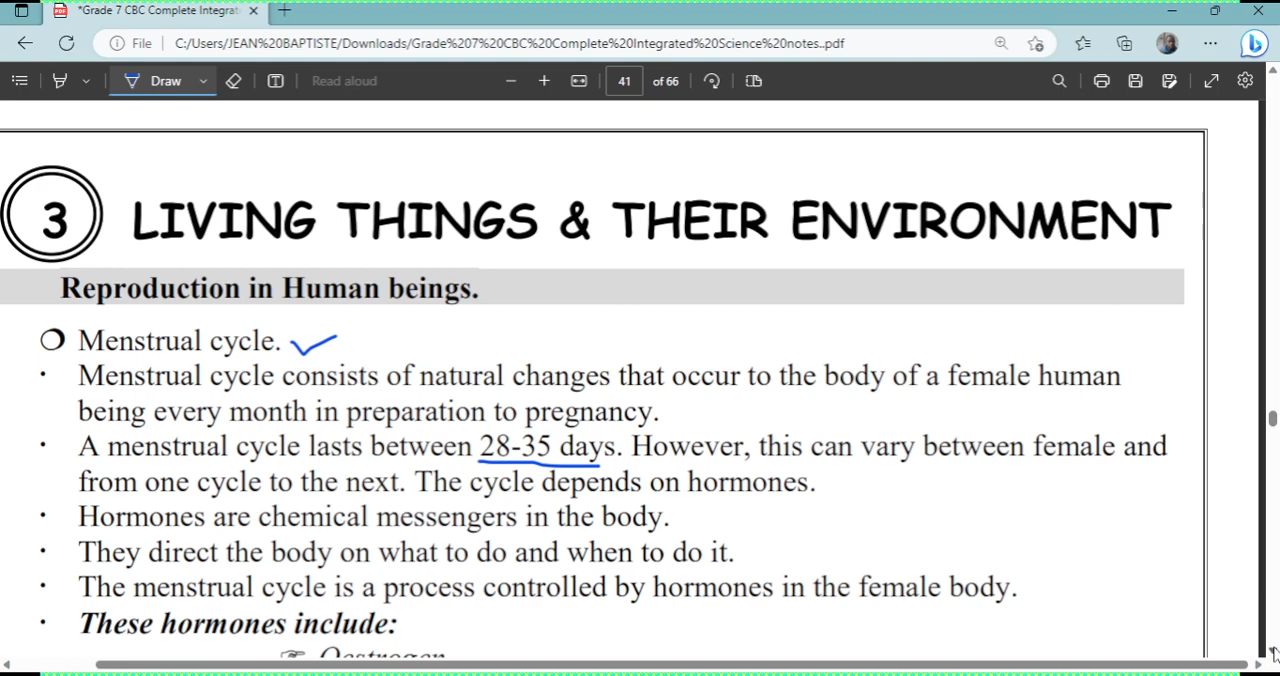 *Grade 7 CBC Complete Integra
File
C:/Users/JEAN%20BAPTISTE/Downloads/Grade%207%20CBC%20Complete%20Integrated%20Science%20notes..pdf
Draw
Read aloud
41 of 66
3 LIVING THINGS & THEIR ENVIRONMENT
Reproduction in Human beings.
Menstrual cycle.
· Menstrual cycle consists of natural changes that occur to the body of a female human
being every month in preparation to pregnancy.
· A menstrual cycle lasts between 28-35 days. However, this can vary between female and
from one cycle to the next. The cycle depends on hormones.
· Hormones are chemical messengers in the body.
· They direct the body on what to do and when to do it.
· The menstrual cycle is a process controlled by hormones in the female body.
· These hormones include:
Oestrogen